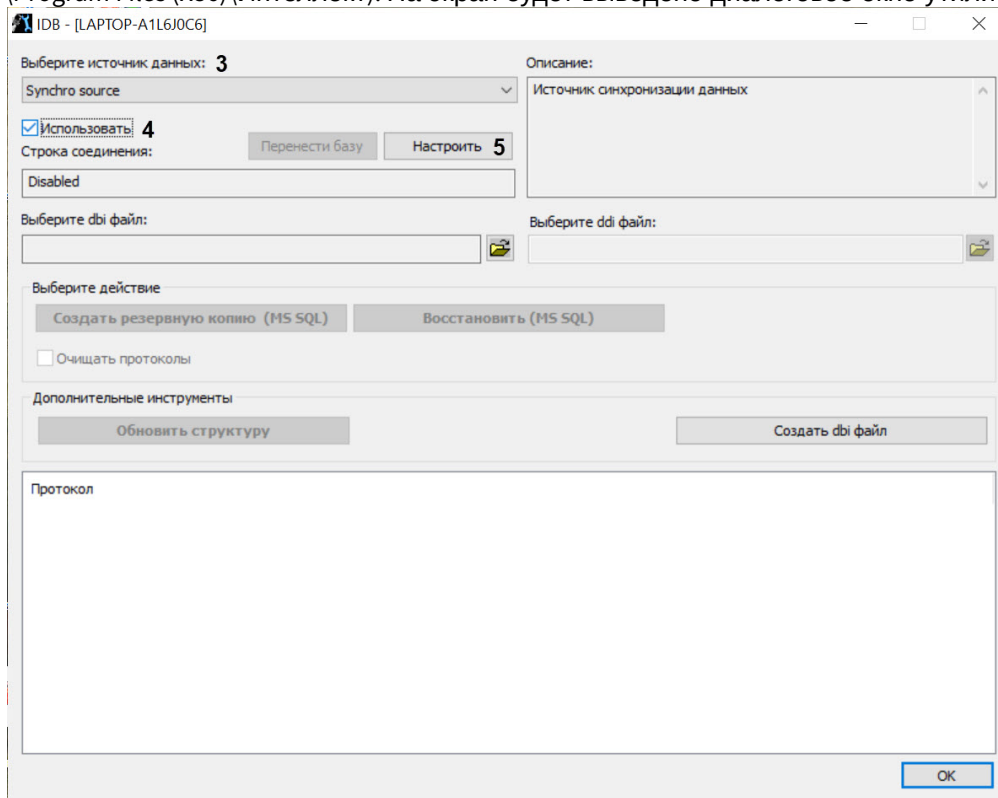 IDB - [LAPTOP-A1L6J0C6]
Выберите источник данных: 3
Описание:
Synchro source
Источник синхронизации данных
Использовать 4
Строка соединения:
Перенести базу
Настроить 5
Disabled
Выберите dbi файл:
Выберите ddi файл:
Выберите действие
Создать резервную копию (MS SQL)
Восстановить (MS SQL)
Очищать протоколы
Дополнительные инструменты
Обновить структуру
Создать dbi файл
Протокол
OK